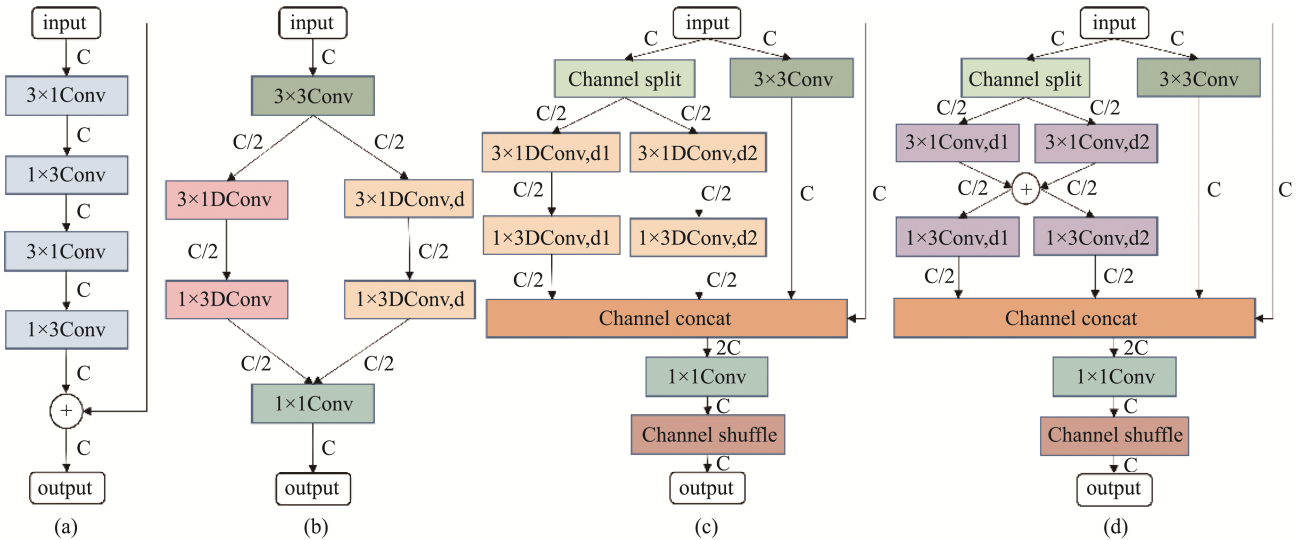 input
C
3×1Conv
C
1×3Conv
C
3×1Conv
C
1×3Conv
C
+
C
output
(a)
input
C
3×3Conv
C/2 C/2
3×1DConv 3×1DConv,d
C/2 C/2
1×3DConv 1×3DConv,d
C/2 C/2
1×1Conv
C
output
(b)
input
C C
Channel split 3×3Conv
C/2 C/2
3×1DConv,d1 3×1DConv,d2
C/2 C/2 C C
1×3DConv,d1 1×3DConv,d2
C/2 C/2
Channel concat
2C
1×1Conv
C
Channel shuffle
C
output
(c)
input
C C
Channel split 3×3Conv
C/2 C/2
3×1Conv,d1 3×1Conv,d2
C/2 + C/2 C C
1×3Conv,d1 1×3Conv,d2
C/2 C/2
Channel concat
2C
1×1Conv
C
Channel shuffle
C
output
(d)